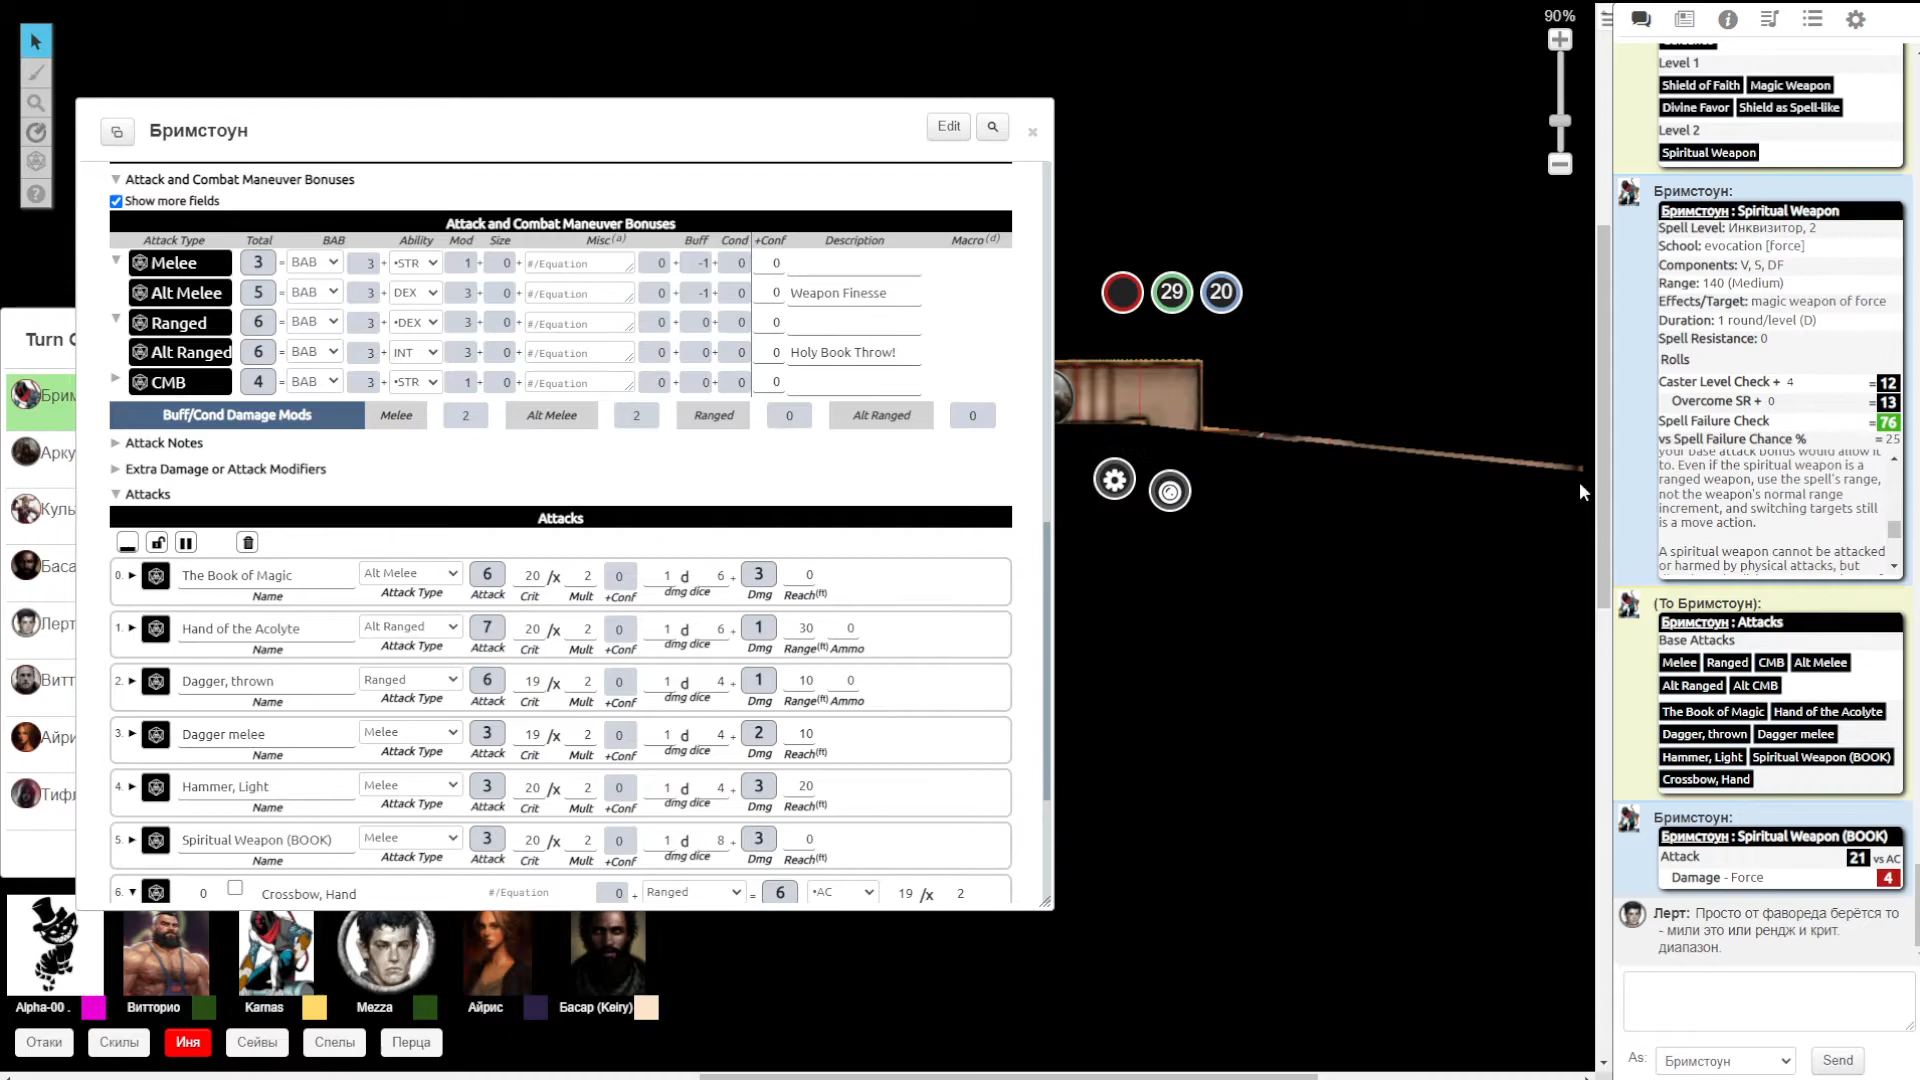 90%
Бримстоун
Edit
Attack and Combat Maneuver Bonuses
Show more fields
Attack and Combat Maneuver Bonuses
Attack Type Total BAB Ability Mod Size Misc(a) Buff Cond +Conf Description Macro(d)
Melee 3 = BAB 3 + •STR 1 + 0 + #/Equation 0 + -1 + 0 0
Alt Melee 5 = BAB 3 + DEX 3 + 0 + #/Equation 0 + -1 + 0 0 Weapon Finesse
Ranged 6 = BAB 3 + •DEX 3 + 0 + #/Equation 0 + 0 + 0 0
Alt Ranged 6 = BAB 3 + INT 3 + 0 + #/Equation 0 + 0 + 0 0 Holy Book Throw!
CMB 4 = BAB 3 + •STR 1 + 0 + #/Equation 0 + 0 + 0 0
Buff/Cond Damage Mods Melee 2 Alt Melee 2 Ranged 0 Alt Ranged 0
Attack Notes
Extra Damage or Attack Modifiers
Attacks
Attacks
0. The Book of Magic Alt Melee 6 20 /x 2 0 1 d 6 + 3 0
Name Attack Type Attack Crit Mult +Conf dmg dice Dmg Reach(ft)
1. Hand of the Acolyte Alt Ranged 7 20 /x 2 0 1 d 6 + 1 30 0
Name Attack Type Attack Crit Mult +Conf dmg dice Dmg Range(ft) Ammo
2. Dagger, thrown Ranged 6 19 /x 2 0 1 d 4 + 1 10 0
Name Attack Type Attack Crit Mult +Conf dmg dice Dmg Range(ft) Ammo
3. Dagger melee Melee 3 19 /x 2 0 1 d 4 + 2 10
Name Attack Type Attack Crit Mult +Conf dmg dice Dmg Reach(ft)
4. Hammer, Light Melee 3 20 /x 2 0 1 d 4 + 3 20
Name Attack Type Attack Crit Mult +Conf dmg dice Dmg Reach(ft)
5. Spiritual Weapon (BOOK) Melee 3 20 /x 2 0 1 d 8 + 3 0
Name Attack Type Attack Crit Mult +Conf dmg dice Dmg Reach(ft)
6. 0 Crossbow, Hand #/Equation 0 + Ranged = 6 •AC 19 /x 2
Turn
Брим
Арку
Куль
Баса
Лерт
Витт
Айри
Тифл
29
20
Alpha-00 .
Витторио
Karnas
Mezza
Айрис
Басар (Keiry)
Отаки
Скилы
Иня
Сейвы
Спелы
Перца
Level 1
Shield of Faith Magic Weapon
Divine Favor Shield as Spell-like
Level 2
Spiritual Weapon
Бримстоун:
Бримстоун : Spiritual Weapon
Spell Level: Инквизитор, 2
School: evocation [force]
Components: V, S, DF
Range: 140 (Medium)
Effects/Target: magic weapon of force
Duration: 1 round/level (D)
Spell Resistance: 0
Rolls
Caster Level Check + 4 =12
Overcome SR + 0 =13
Spell Failure Check =76
vs Spell Failure Chance % = 25
your base attack bonus would allow it
to. Even if the spiritual weapon is a
ranged weapon, use the spell's range,
not the weapon's normal range
increment, and switching targets still
is a move action.
A spiritual weapon cannot be attacked
or harmed by physical attacks, but
(To Бримстоун):
Бримстоун : Attacks
Base Attacks
Melee Ranged CMB Alt Melee
Alt Ranged Alt CMB
The Book of Magic Hand of the Acolyte
Dagger, thrown Dagger melee
Hammer, Light Spiritual Weapon (BOOK)
Crossbow, Hand
Бримстоун:
Бримстоун : Spiritual Weapon (BOOK)
Attack 21 vs AC
Damage - Force 4
Лерт: Просто от фавореда берётся то
- мили это или рендж и крит.
диапазон.
As: Бримстоун Send